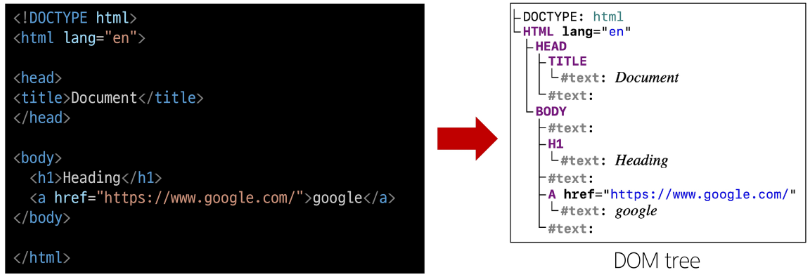 <!DOCTYPE html>
<html lang="en">
<head>
<title>Document</title>
</head>
<body>
<h1>Heading</h1>
<a href="https://www.google.com/">google</a>
</body>
</html>
DOCTYPE: html
HTML lang="en"
HEAD
TITLE
#text: Document
#text:
BODY
#text:
H1
#text: Heading
#text:
A href="https://www.google.com/"
#text: google
#text:
DOM tree